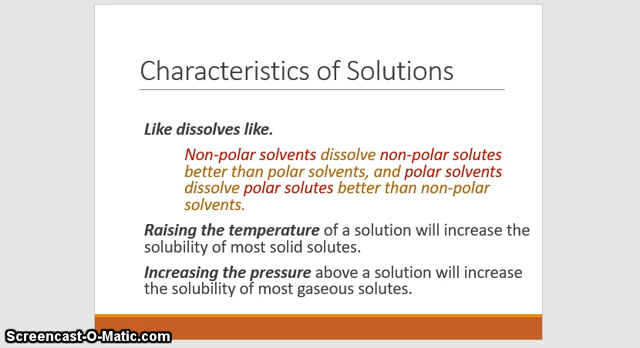 Characteristics of Solutions
Like dissolves like.
Non-polar solvents dissolve non-polar solutes
better than polar solvents, and polar solvents
dissolve polar solutes better than non-polar
solvents.
Raising the temperature of a solution will increase the
solubility of most solid solutes.
Increasing the pressure above a solution will increase
the solubility of most gaseous solutes.
Screencast-O-Matic.com